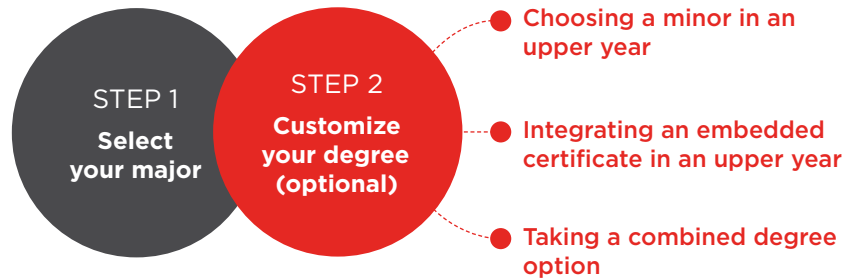 STEP 1
Select
your major
STEP 2
Customize
your degree
(optional)
Choosing a minor in an
upper year
Integrating an embedded
certificate in an upper year
Taking a combined degree
option